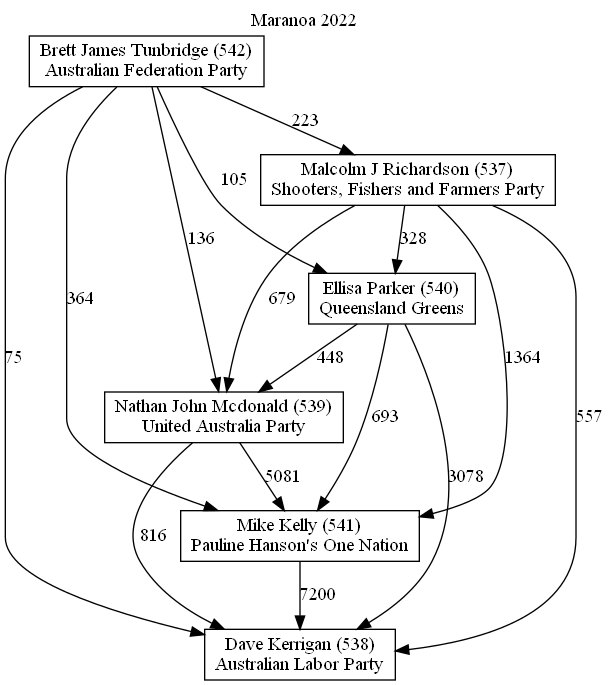 Maranoa 2022
Brett James Tunbridge (542)
Australian Federation Party
223
Malcolm J Richardson (537)
Shooters, Fishers and Farmers Party
105
136
328
364
679
Ellisa Parker (540)
Queensland Greens
75
448
1364
557
Nathan John Mcdonald (539)
United Australia Party
693
5081
3078
816
Mike Kelly (541)
Pauline Hanson's One Nation
7200
Dave Kerrigan (538)
Australian Labor Party